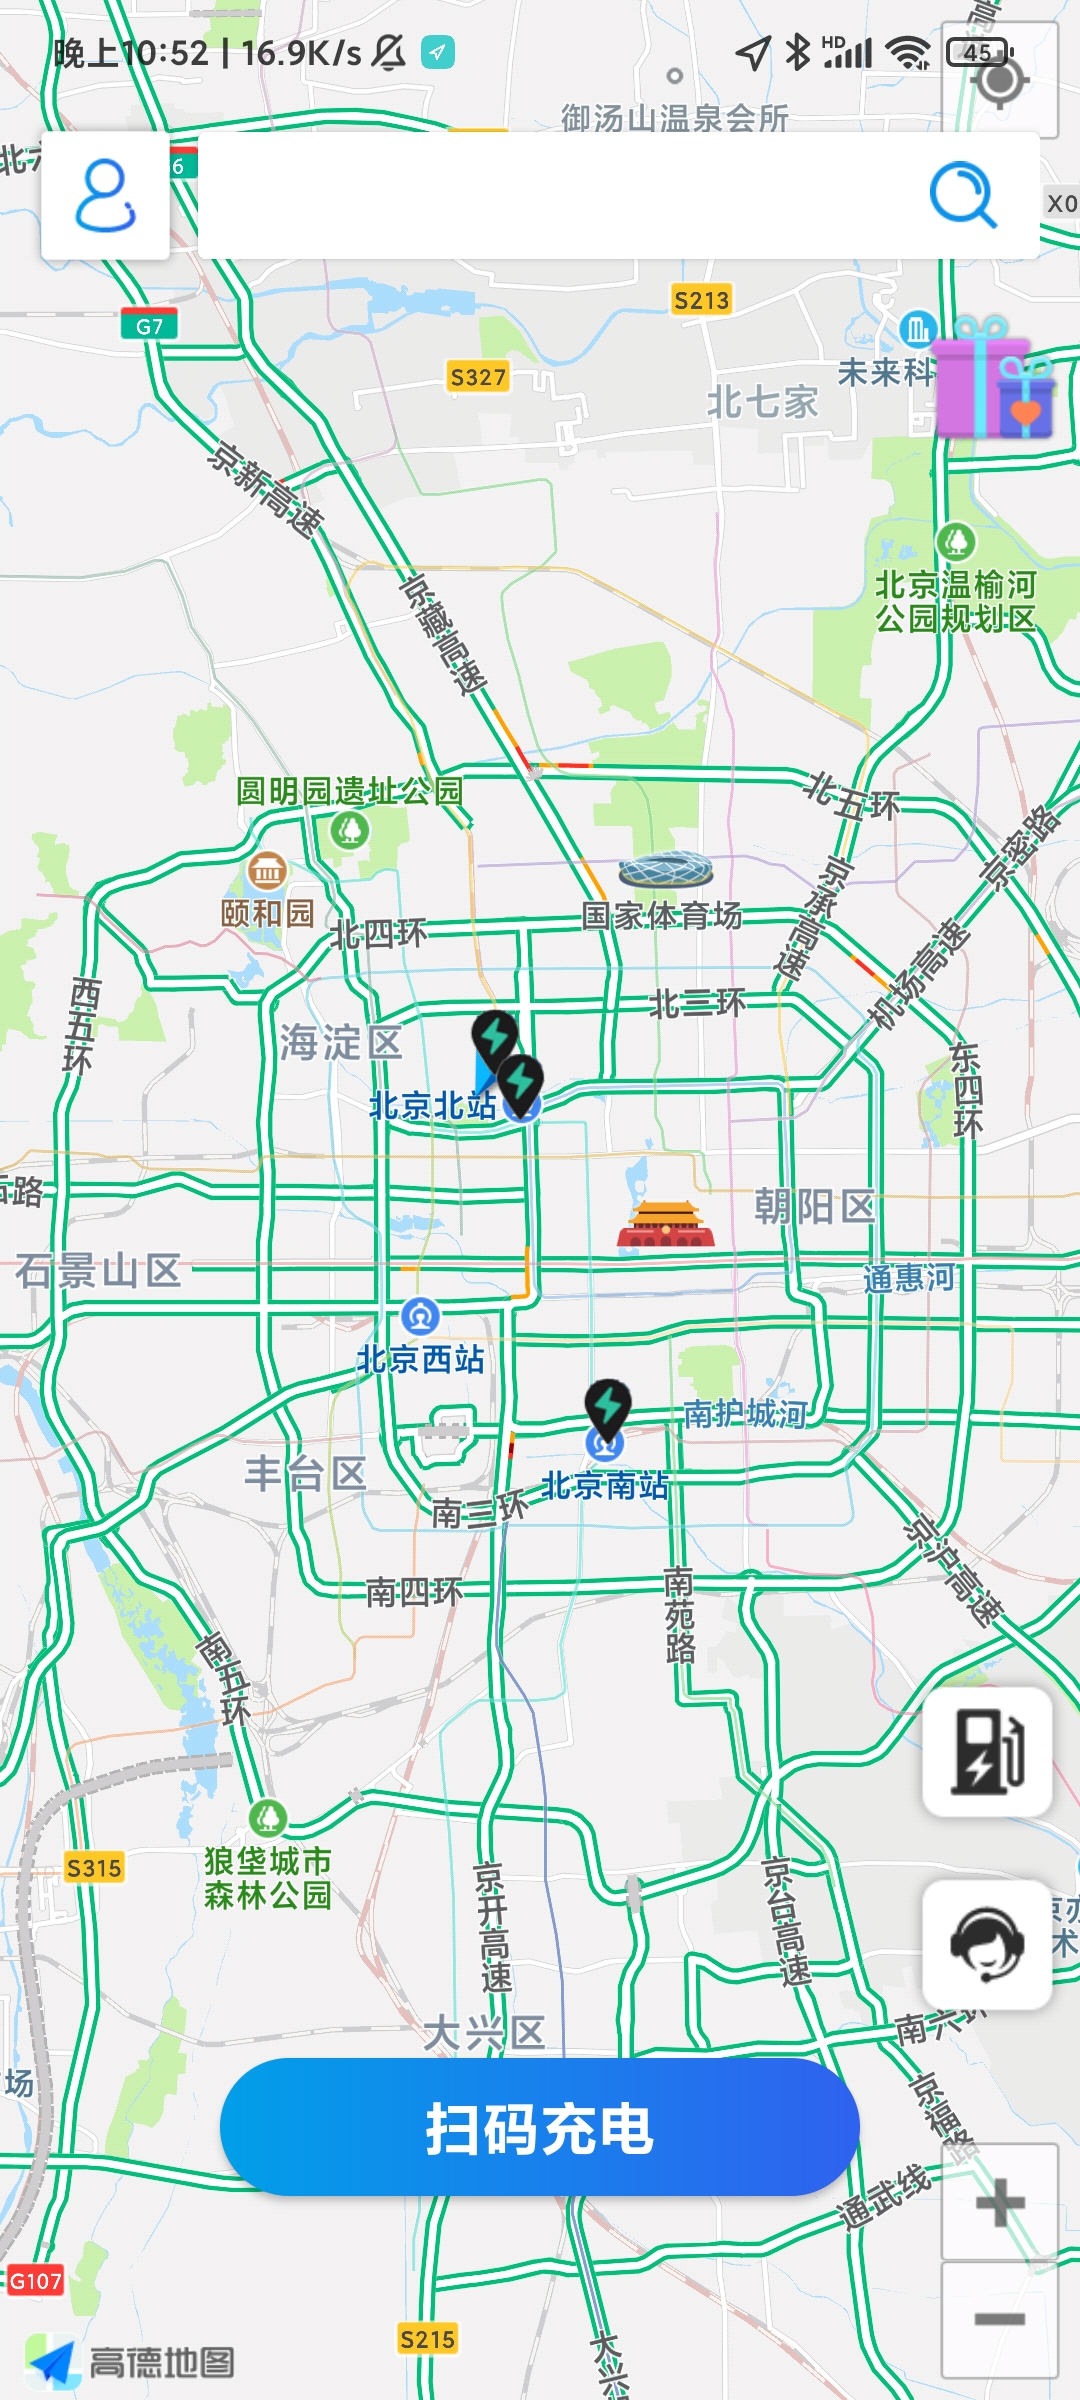 晚上10:52 | 16.9K/s
HD
45
御汤山温泉会所
北六
6
X0
S213
G7
未来科
S327
北七家
京新高速
北京温榆河
公园规划区
京藏高速
圆明园遗址公园
北五环
京密路
颐和园
国家体育场
京承高速
北四环
机场高速
西五环
北三环
海淀区
东四环
北京北站
路
朝阳区
石景山区
通惠河
北京西站
南护城河
丰台区
北京南站
南三环
京沪高速
南四环
南苑路
南五环
狼垡城市
森林公园
S315
京开高速
京台高速
京亦
术
大兴区
南六环
场
京福路
扫码充电
通武线
G107
S215
大兴
高德地图